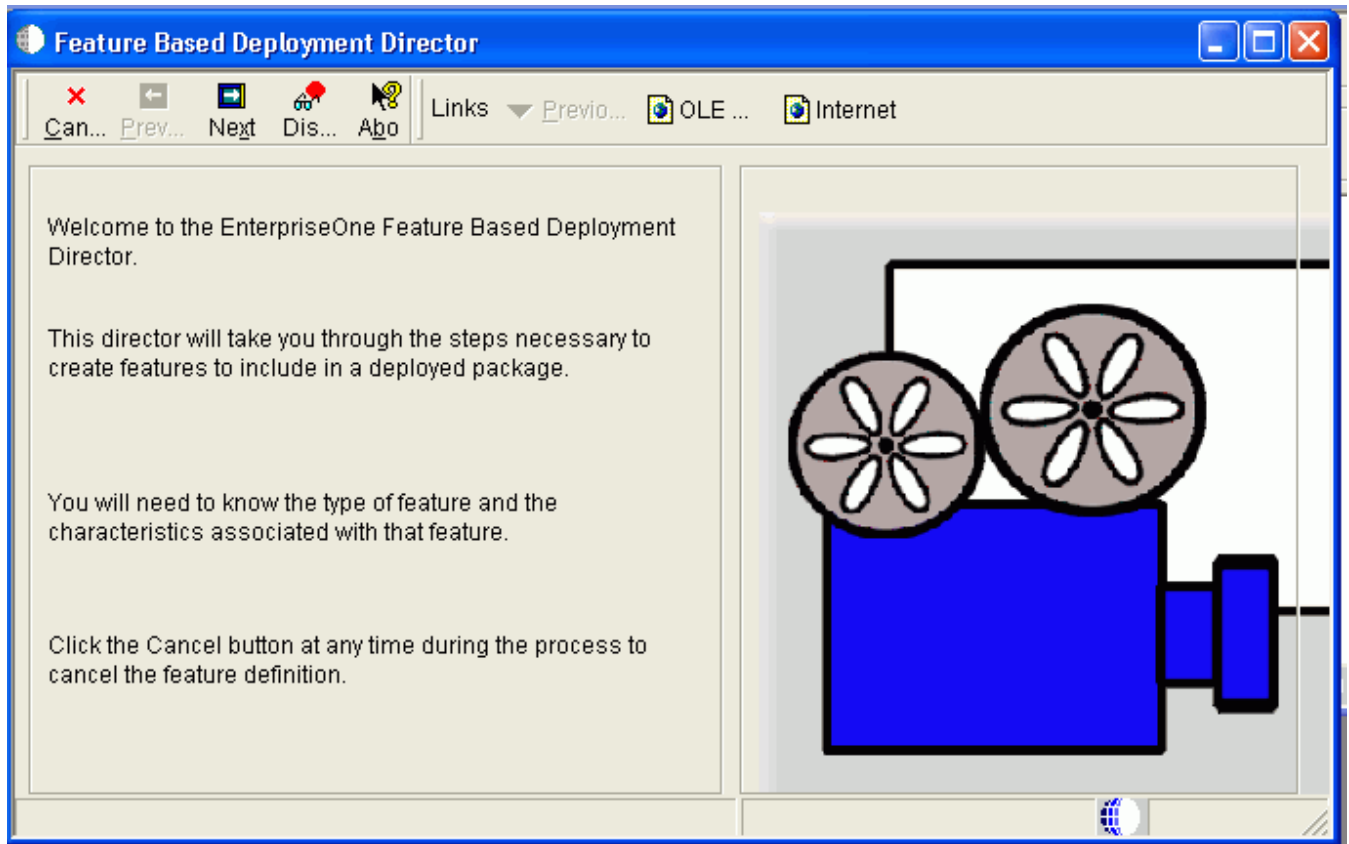 Feature Based Deployment Director
Can... Prev... Next Dis... Abo Links Previo... OLE ... Internet
Welcome to the EnterpriseOne Feature Based Deployment
Director.
This director will take you through the steps necessary to
create features to include in a deployed package.
You will need to know the type of feature and the
characteristics associated with that feature.
Click the Cancel button at any time during the process to
cancel the feature definition.